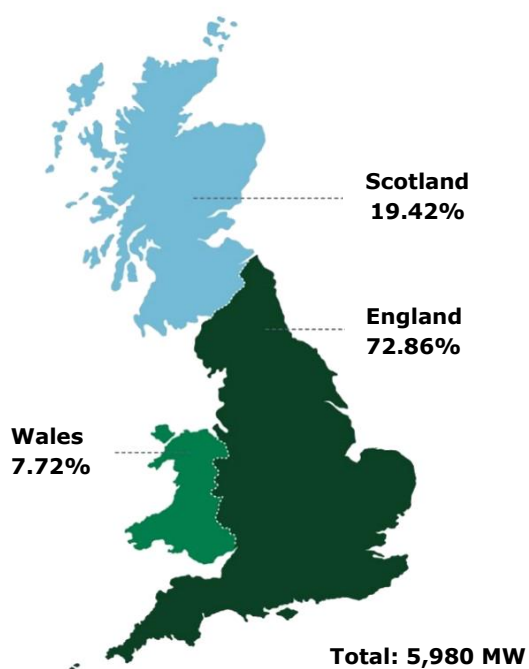 Scotland
19.42%
England
72.86%
Wales
7.72%
Total: 5,980 MW